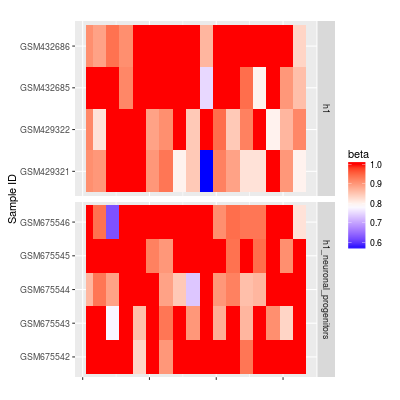 GSM432686
GSM432685
GSM429322
GSM429321
h1
GSM675546
GSM675545
GSM675544
GSM675543
GSM675542
h1_neuronal_progenitors
Sample ID
beta
1.0
0.9
0.8
0.7
0.6